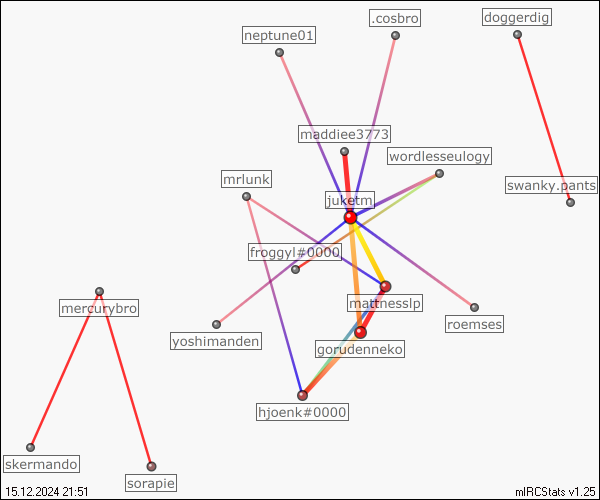 doggerdig
.cosbro
neptune01
maddiee3773
wordlesseulogy
mrlunk
swanky.pants
juketm
froggyl#0000
mattnesslp
mercurybro
roemses
yoshimanden
gorudenneko
hjoenk#0000
skermando
sorapie
15.12.2024 21:51
mIRCStats v1.25